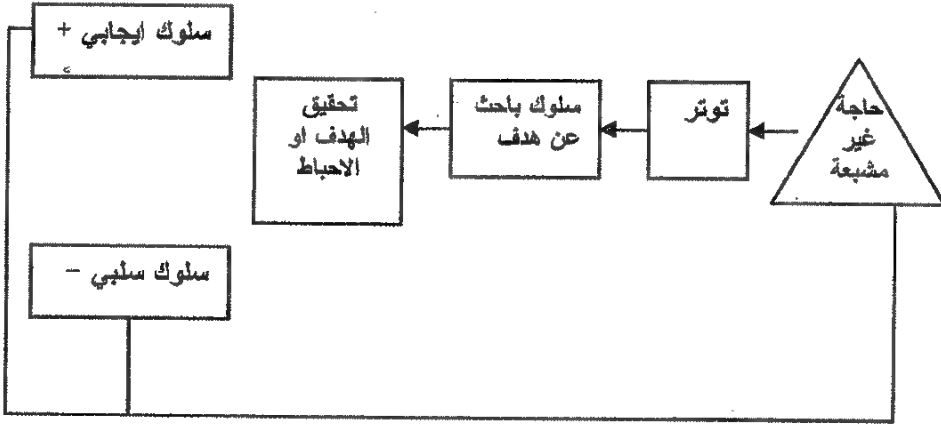 سلوك ايجابي +
حاجة
غير
مشبعة
توتر
سلوك باحث
عن هدف
تحقيق
الهدف او
الاحباط
سلوك سلبي -